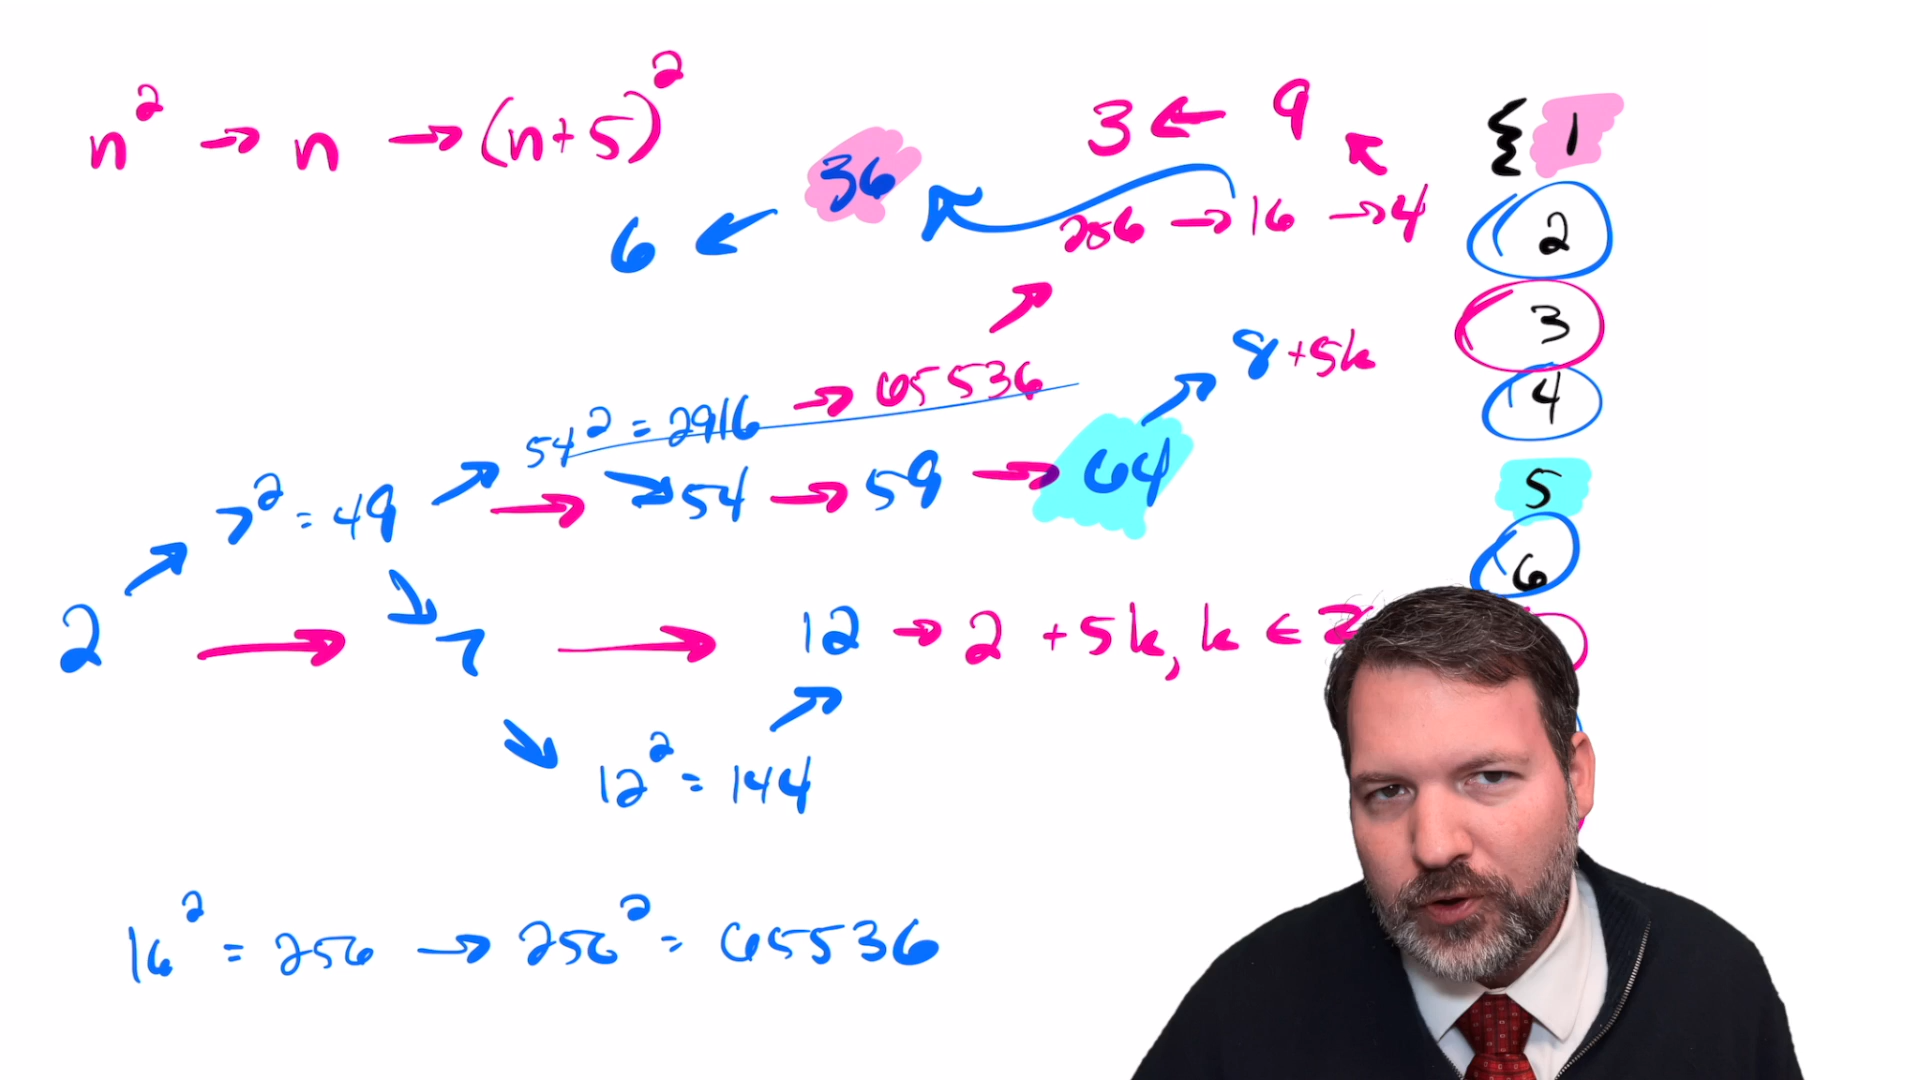 n² → n → (n+5)²
3 ← 9
6 ← 36
256 → 16 → 4
8 + 5k
54² = 2916 → 65536
7² = 49 → 54 → 59 → 64
2 → 7 → 12 → 2 + 5k, k ∈
12² = 144
16² = 256 → 256² = 65536
{ 1
2
3
4
5
6